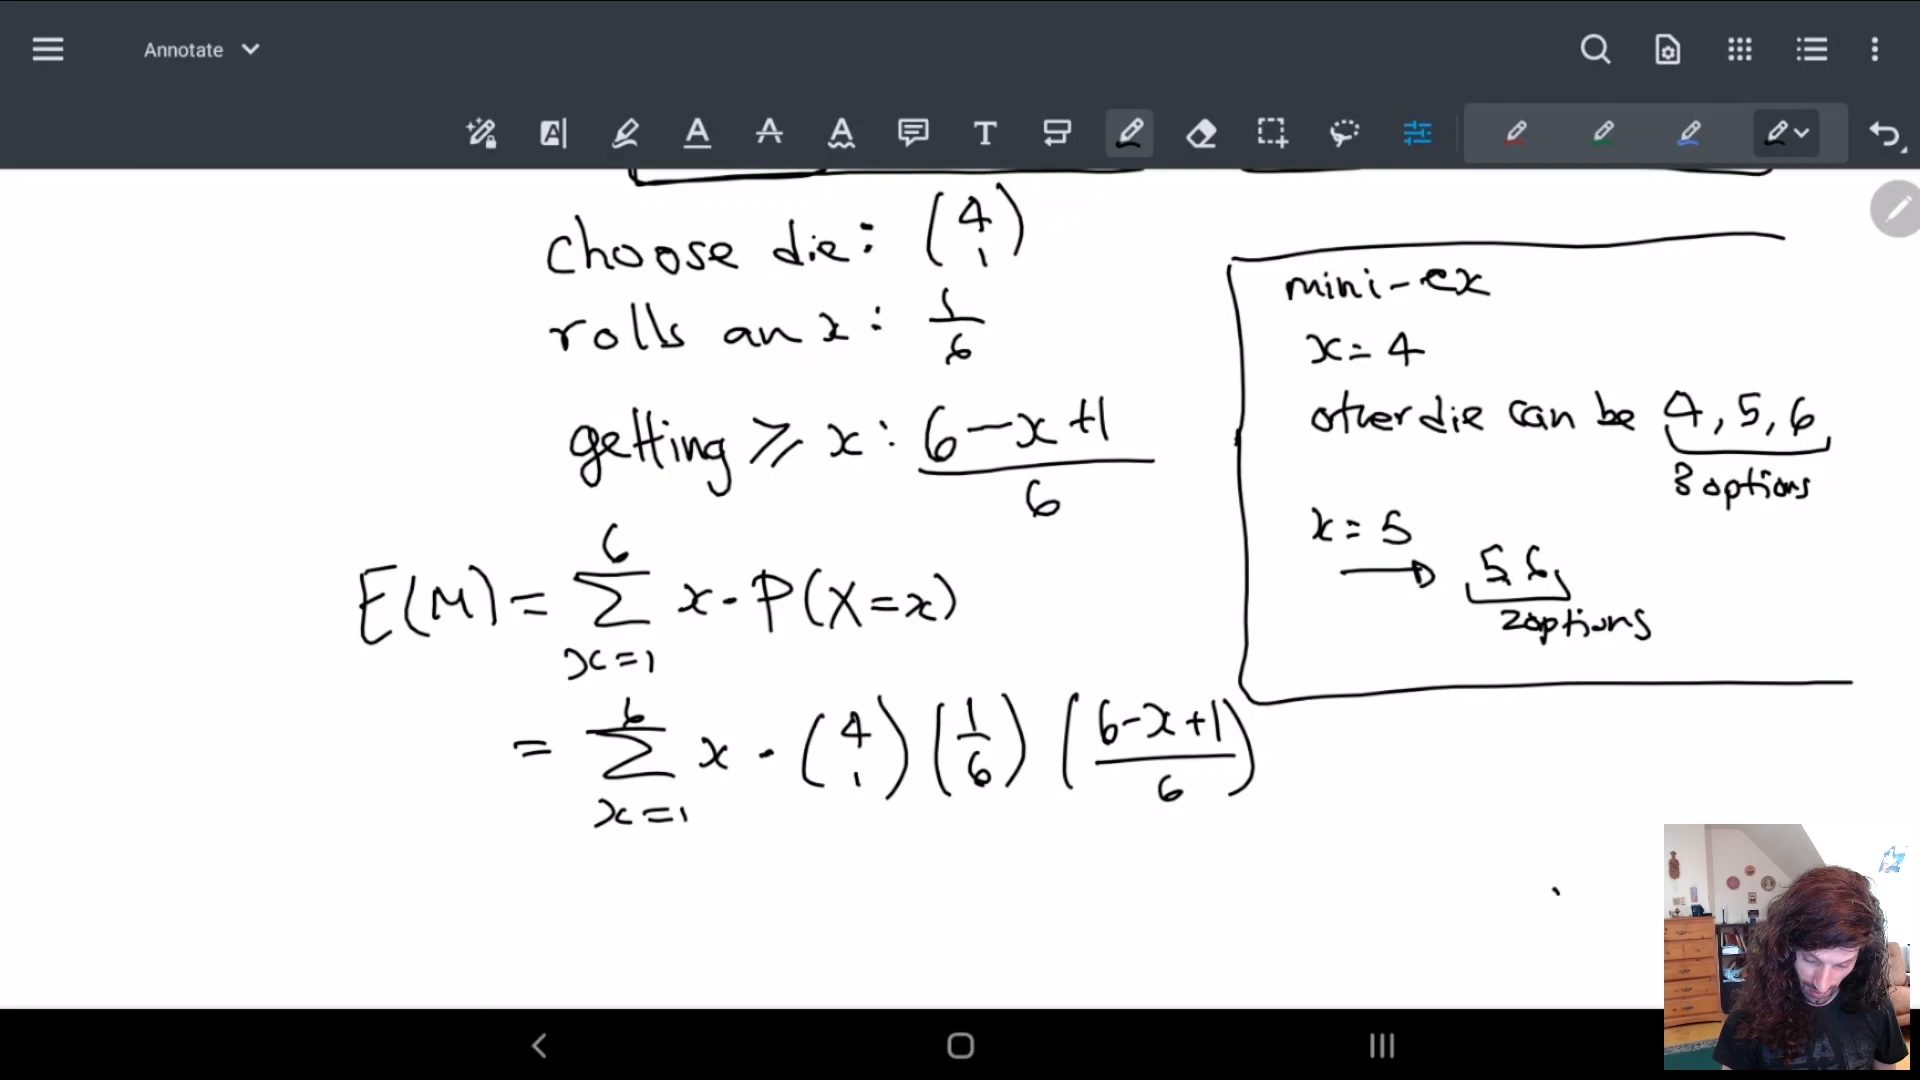 Annotate
choose die: (4 1)
rolls an x: 1/6
getting ≥ x: 6-x+1/6
E(M) = 6 Σ x=1 x · P(X=x)
= 6 Σ x=1 x · (4 1) (1/6) (6-x+1/6)
mini-ex
x = 4
other die can be 4, 5, 6
3 options
x = 5
→ 5, 6,
2 options